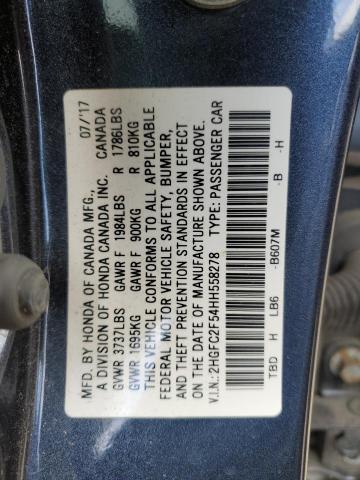 MFD. BY HONDA OF CANADA MFG., 07/'17
A DIVISION OF HONDA CANADA INC. CANADA
GVWR 3737LBS GAWR F 1984LBS R 1786LBS
GVWR 1695KG GAWR F 900KG R 810KG
THIS VEHICLE CONFORMS TO ALL APPLICABLE
FEDERAL MOTOR VEHICLE SAFETY, BUMPER,
AND THEFT PREVENTION STANDARDS IN EFFECT
ON THE DATE OF MANUFACTURE SHOWN ABOVE.
V.I.N.: 2HGFC2F54HH558278 TYPE: PASSENGER CAR
TBD H LB6 -B607M -B -H